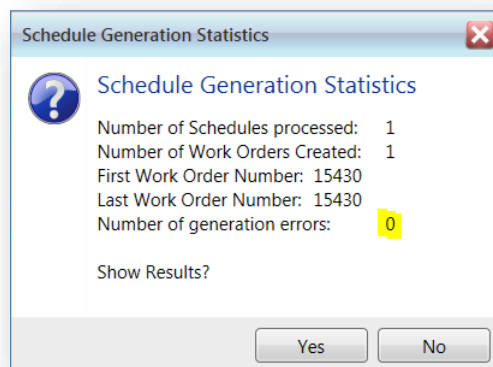 Schedule Generation Statistics
Schedule Generation Statistics
Number of Schedules processed: 1
Number of Work Orders Created: 1
First Work Order Number: 15430
Last Work Order Number: 15430
Number of generation errors: 0
Show Results?
Yes No